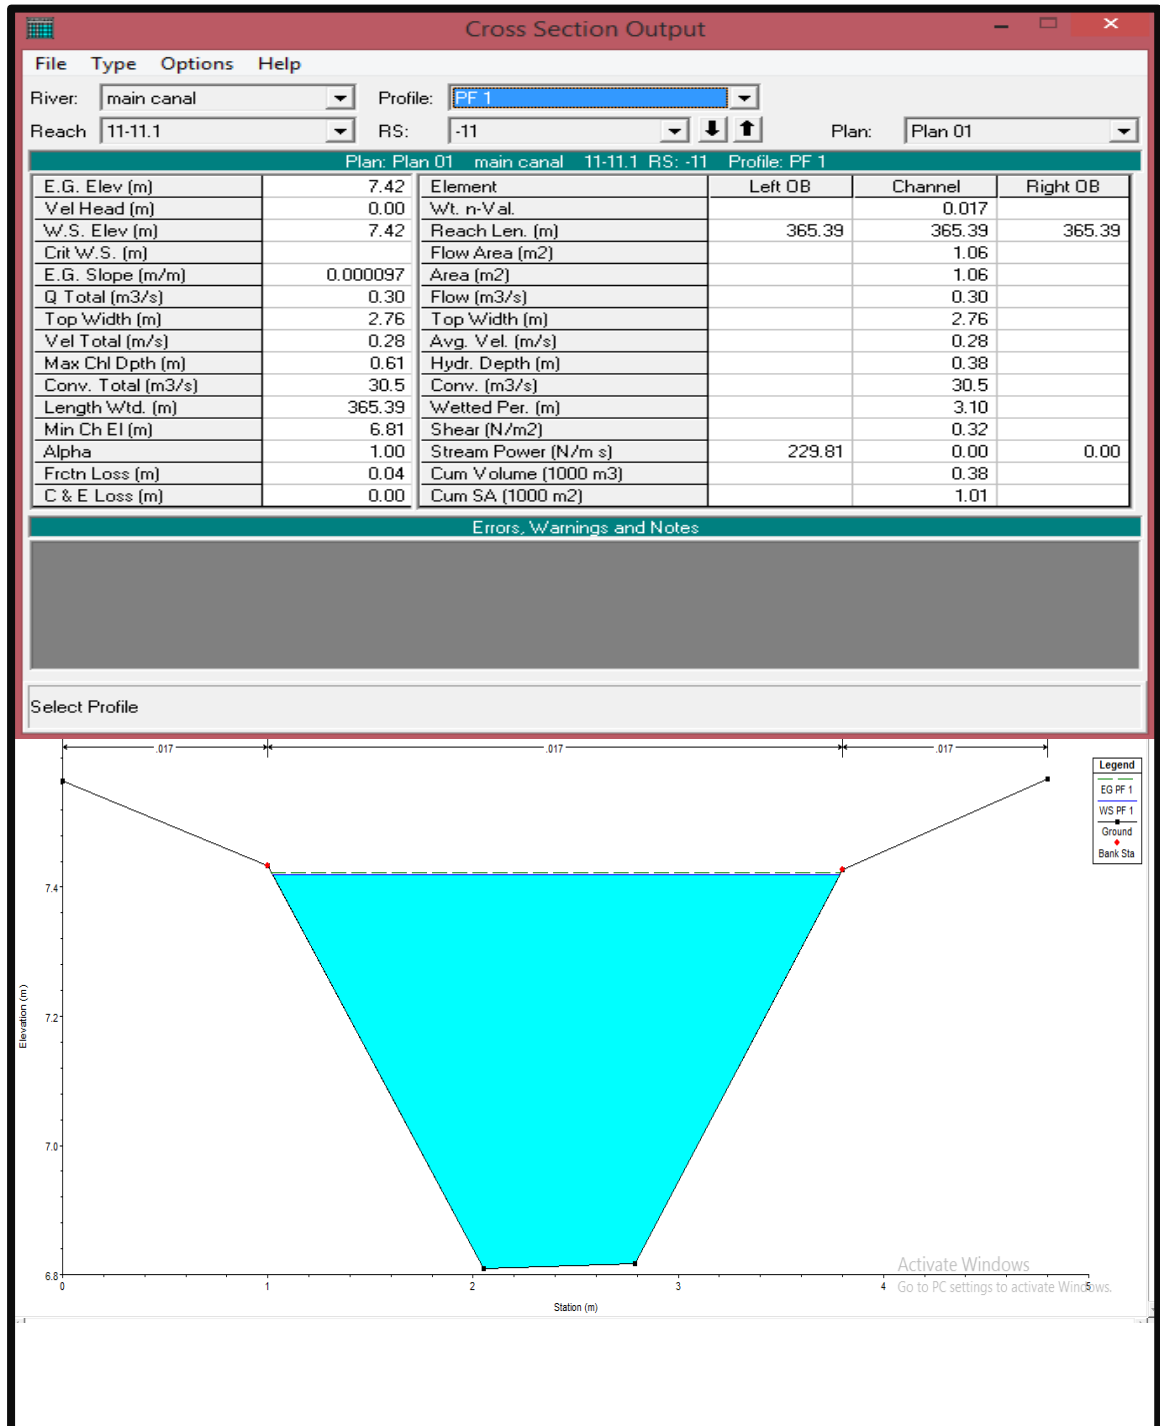 Cross Section Output
File Type Options Help
River: main canal Profile: PF 1
Reach 11-11.1 RS: -11 Plan: Plan 01
Plan: Plan 01 main canal 11-11.1 RS: -11 Profile: PF 1
E.G. Elev (m) 7.42 Element Left OB Channel Right OB
Vel Head (m) 0.00 Wt. n-Val. 0.017
W.S. Elev (m) 7.42 Reach Len. (m) 365.39 365.39 365.39
Crit W.S. (m) Flow Area (m2) 1.06
E.G. Slope (m/m) 0.000097 Area (m2) 1.06
Q Total (m3/s) 0.30 Flow (m3/s) 0.30
Top Width (m) 2.76 Top Width (m) 2.76
Vel Total (m/s) 0.28 Avg. Vel. (m/s) 0.28
Max Chl Dpth (m) 0.61 Hydr. Depth (m) 0.38
Conv. Total (m3/s) 30.5 Conv. (m3/s) 30.5
Length Wtd. (m) 365.39 Wetted Per. (m) 3.10
Min Ch El (m) 6.81 Shear (N/m2) 0.32
Alpha 1.00 Stream Power (N/m s) 229.81 0.00 0.00
Frctn Loss (m) 0.04 Cum Volume (1000 m3) 0.38
C & E Loss (m) 0.00 Cum SA (1000 m2) 1.01
Errors, Warnings and Notes
Select Profile
.017 .017 .017
Legend
EG PF 1
WS PF 1
Ground
Bank Sta
7.4
7.2
7.0
6.8
Elevation (m)
0 1 2 3 4 5
Station (m)
Activate Windows
Go to PC settings to activate Windows.